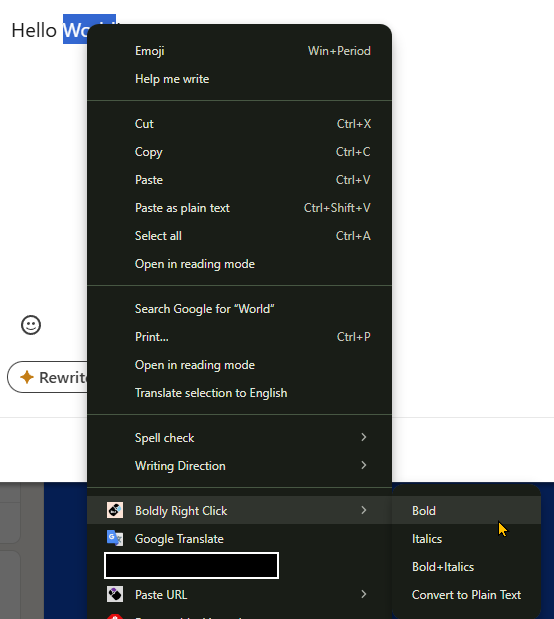 Hello
Emoji Win+Period
Help me write
Cut Ctrl+X
Copy Ctrl+C
Paste Ctrl+V
Paste as plain text Ctrl+Shift+V
Select all Ctrl+A
Open in reading mode
Search Google for “World“
Print... Ctrl+P
Open in reading mode
Rewrite
Translate selection to English
Spell check
Writing Direction
Boldly Right Click Bold
Google Translate Italics
Bold+Italics
Paste URL Convert to Plain Text